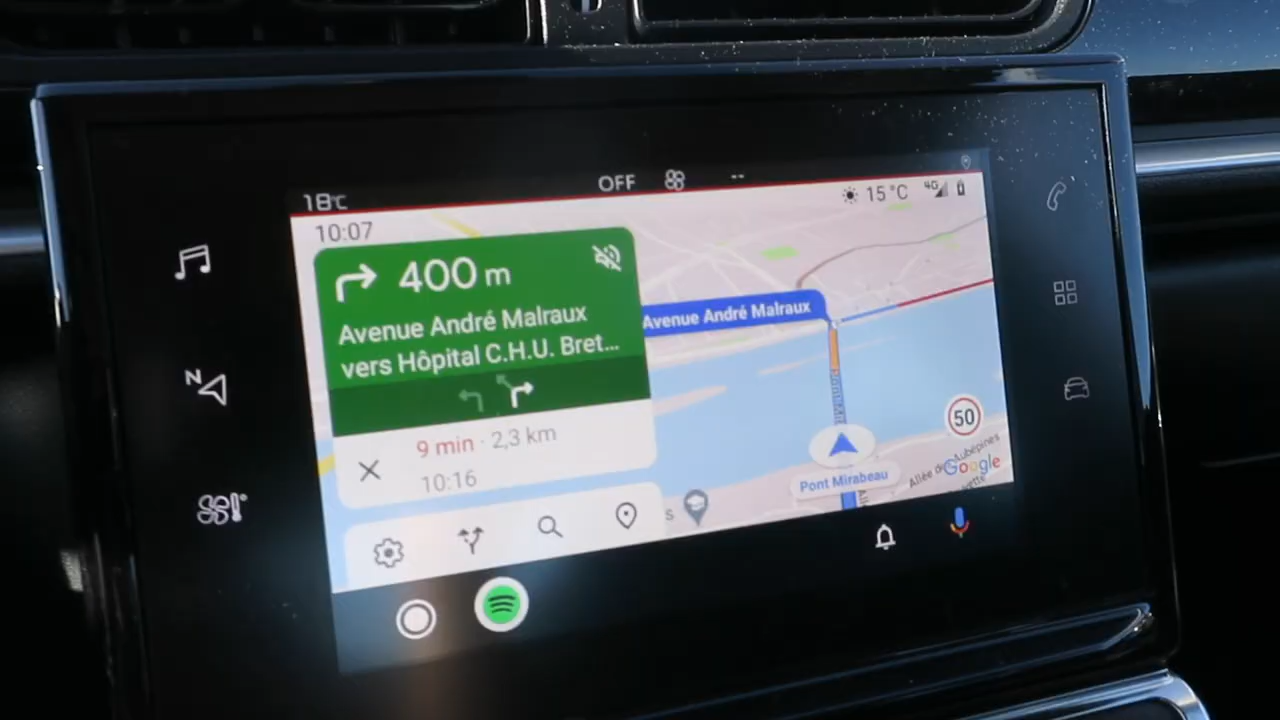 18°C
OFF
--
10:07
15 °C
4G
400 m
Avenue André Malraux
vers Hôpital C.H.U. Bret...
Avenue André Malraux
9 min · 2,3 km
10:16
50
Pont Mirabeau
Allée des Aubépines
Google
s
N